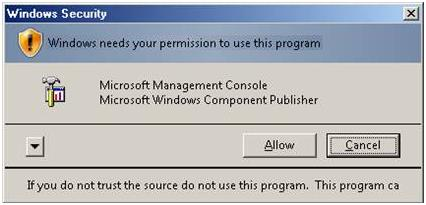 Windows Security
Windows needs your permission to use this program
Microsoft Management Console
Microsoft Windows Component Publisher
Allow
Cancel
If you do not trust the source do not use this program. This program ca